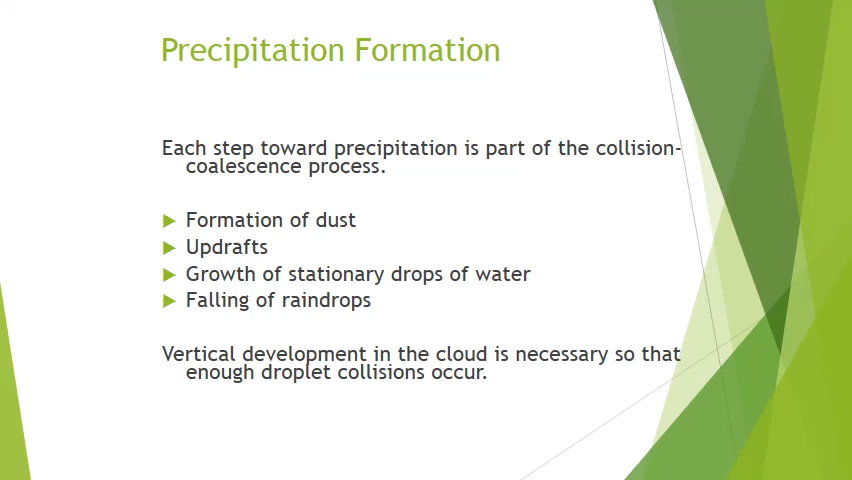 Precipitation Formation
Each step toward precipitation is part of the collision-
coalescence process.
Formation of dust
Updrafts
Growth of stationary drops of water
Falling of raindrops
Vertical development in the cloud is necessary so that
enough droplet collisions occur.